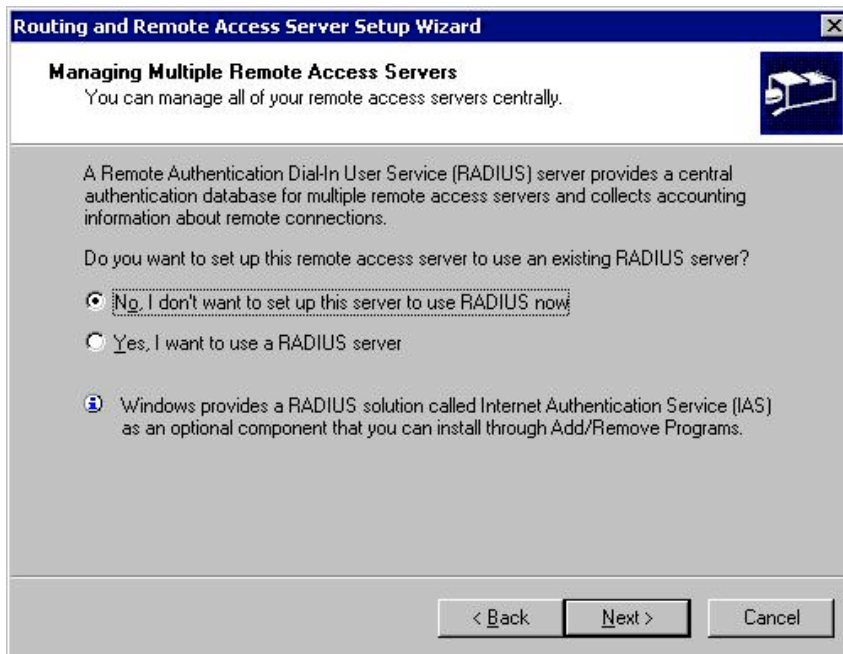 Routing and Remote Access Server Setup Wizard
Managing Multiple Remote Access Servers
You can manage all of your remote access servers centrally.
A Remote Authentication Dial-In User Service (RADIUS) server provides a central
authentication database for multiple remote access servers and collects accounting
information about remote connections.
Do you want to set up this remote access server to use an existing RADIUS server?
No, I don't want to set up this server to use RADIUS now
Yes, I want to use a RADIUS server
Windows provides a RADIUS solution called Internet Authentication Service (IAS)
as an optional component that you can install through Add/Remove Programs.
< Back
Next >
Cancel